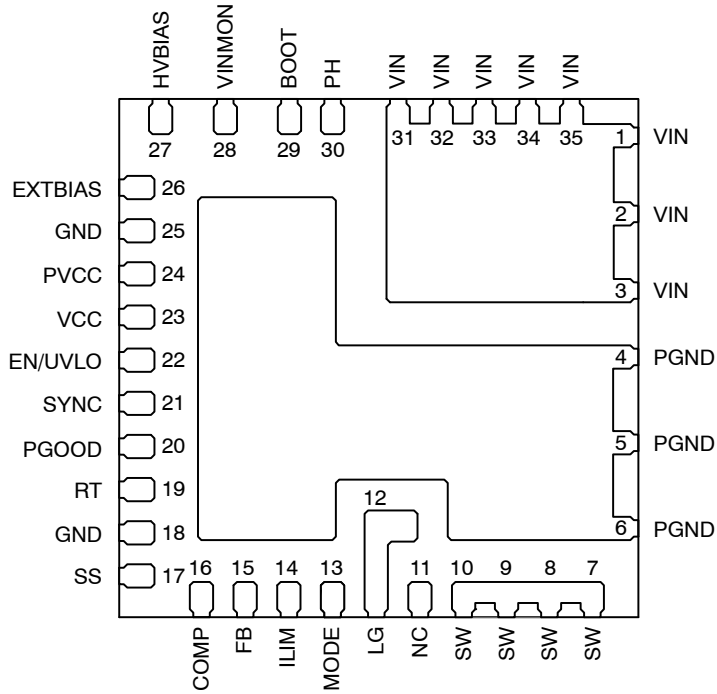 HVBIAS VINMON BOOT PH VIN VIN VIN VIN VIN
27 28 29 30 31 32 33 34 35
1 VIN
EXTBIAS 26
2 VIN
GND 25
PVCC 24
3 VIN
VCC 23
EN/UVLO 22
4 PGND
SYNC 21
PGOOD 20
5 PGND
RT 19
12
GND 18
6 PGND
SS 17
16 15 14 13 11 10 9 8 7
COMP FB ILIM MODE LG NC SW SW SW SW